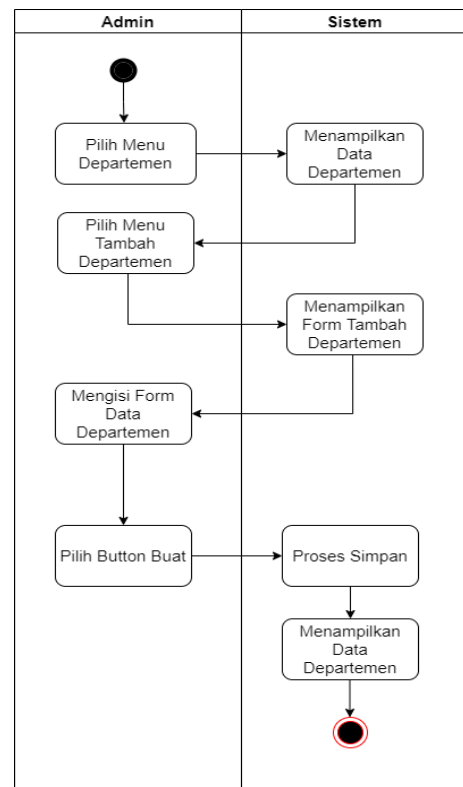 Admin
Sistem
Pilih Menu
Departemen
Menampilkan
Data
Departemen
Pilih Menu
Tambah
Departemen
Menampilkan
Form Tambah
Departemen
Mengisi Form
Data
Departemen
Pilih Button Buat
Proses Simpan
Menampilkan
Data
Departemen